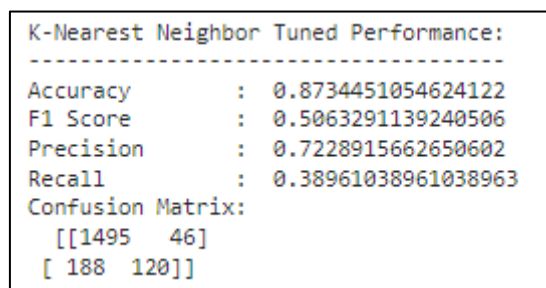 K-Nearest Neighbor Tuned Performance:
------------------------------------
Accuracy : 0.8734451054624122
F1 Score : 0.5063291139240506
Precision : 0.7228915662650602
Recall : 0.38961038961038963
Confusion Matrix:
[[1495 46]
[ 188 120]]